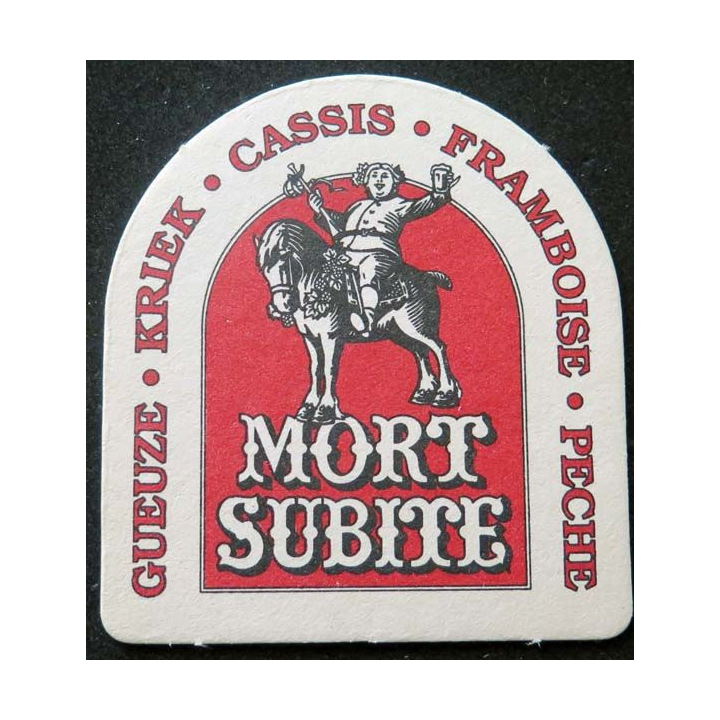 GUEUZE • KRIEK • CASSIS • FRAMBOISE • PECHE
MORT
SUBITE